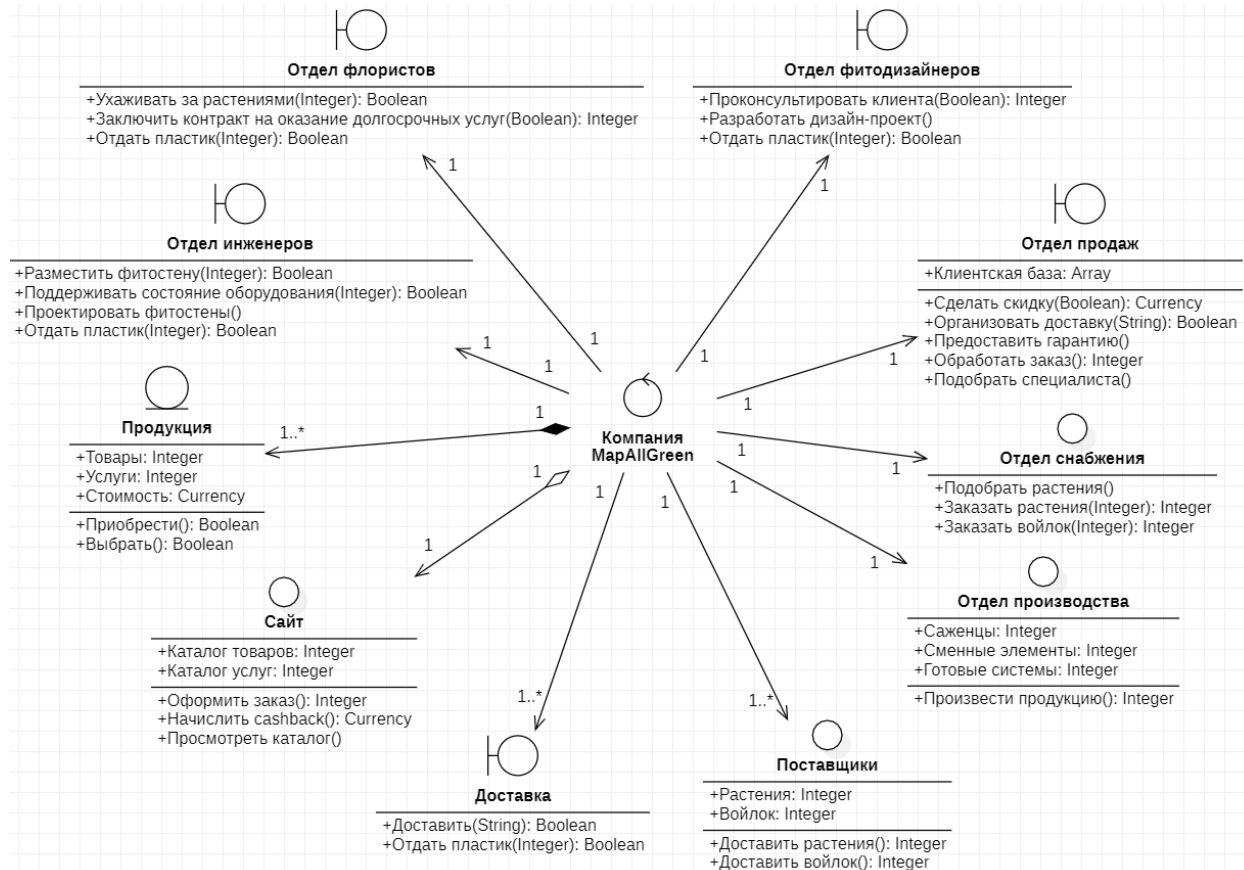 Отдел флористов
+Ухаживать за растениями(Integer): Boolean
+Заключить контракт на оказание долгосрочных услуг(Boolean): Integer
+Отдать пластик(Integer): Boolean
Отдел фитодизайнеров
+Проконсультировать клиента(Boolean): Integer
+Разработать дизайн-проект()
+Отдать пластик(Integer): Boolean
1
1
Отдел инженеров
+Разместить фитостену(Integer): Boolean
+Поддерживать состояние оборудования(Integer): Boolean
+Проектировать фитостены()
+Отдать пластик(Integer): Boolean
Отдел продаж
+Клиентская база: Array
+Сделать скидку(Boolean): Currency
+Организовать доставку(String): Boolean
+Предоставить гарантию()
+Обработать заказ(): Integer
+Подобрать специалиста()
1
1
1
1
1
1
1
Продукция
+Товары: Integer
+Услуги: Integer
+Стоимость: Currency
+Приобрести(): Boolean
+Выбрать(): Boolean
1..*
1
Компания
MapAllGreen
Отдел снабжения
+Подобрать растения()
+Заказать растения(Integer): Integer
+Заказать войлок(Integer): Integer
1
1
1
1
1
1
1
1
Отдел производства
+Саженцы: Integer
+Сменные элементы: Integer
+Готовые системы: Integer
+Произвести продукцию(): Integer
Сайт
+Каталог товаров: Integer
+Каталог услуг: Integer
+Оформить заказ(): Integer
+Начислить cashback(): Currency
+Просмотреть каталог()
1..*
1..*
Доставка
+Доставить(String): Boolean
+Отдать пластик(Integer): Boolean
Поставщики
+Растения: Integer
+Войлок: Integer
+Доставить растения(): Integer
+Доставить войлок(): Integer